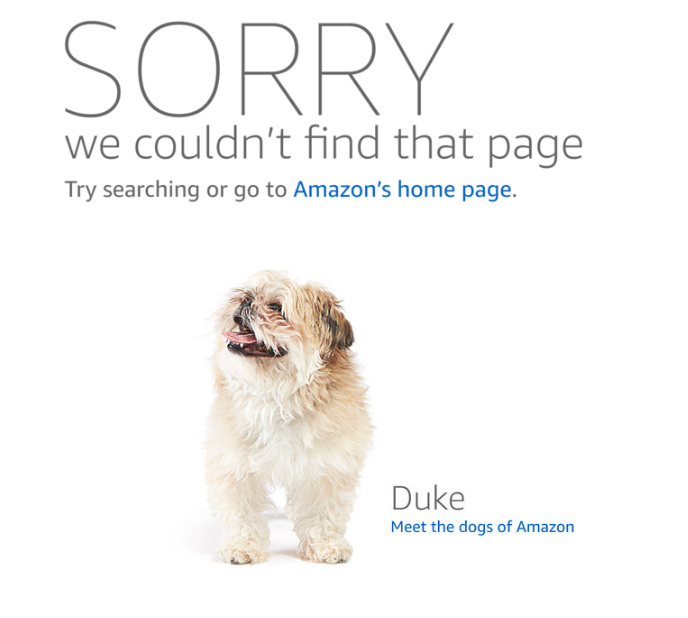 SORRY
we couldn't find that page
Try searching or go to Amazon's home page.
Duke
Meet the dogs of Amazon